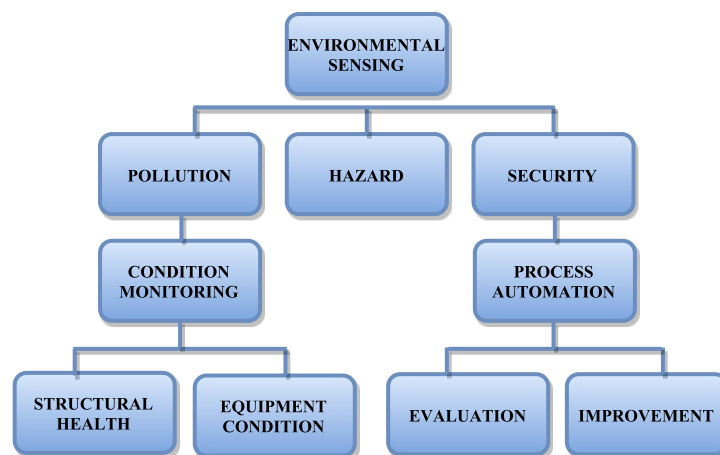 ENVIRONMENTAL
SENSING
POLLUTION
HAZARD
SECURITY
CONDITION
MONITORING
PROCESS
AUTOMATION
STRUCTURAL
HEALTH
EQUIPMENT
CONDITION
EVALUATION
IMPROVEMENT